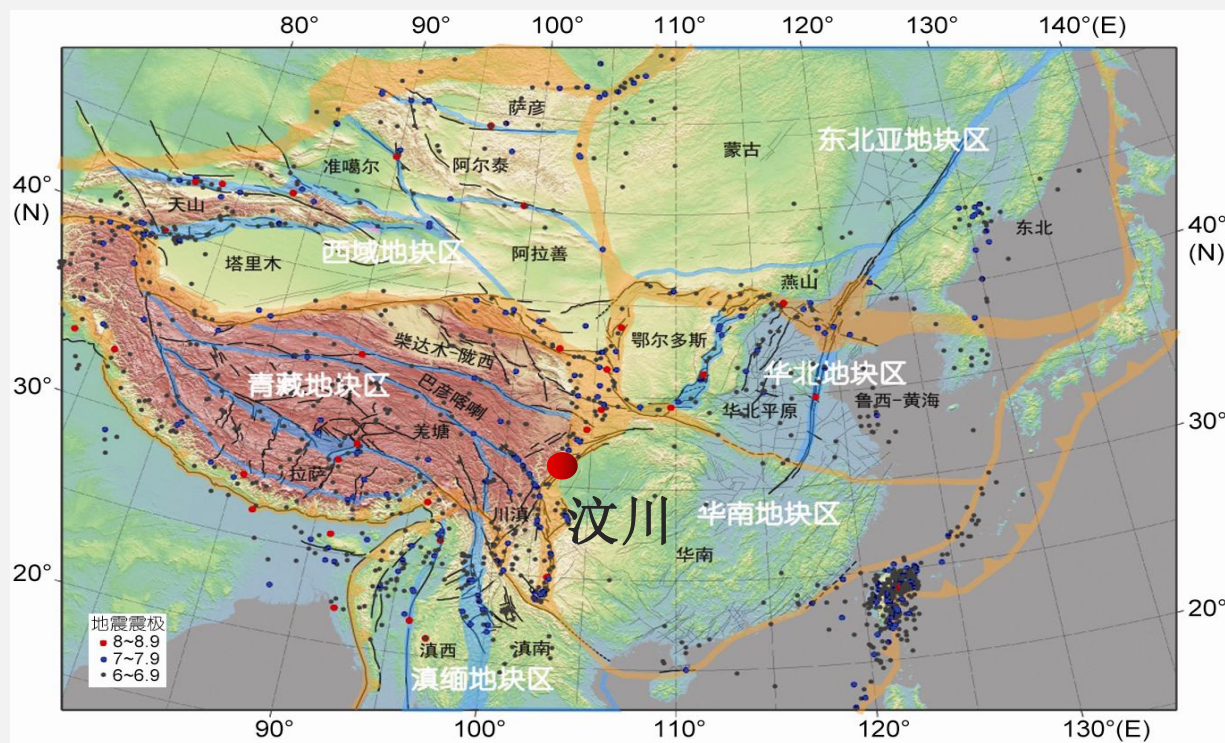 80° 90° 100° 110° 120° 130° 140°(E)
萨彦
东北亚地块区
蒙古
准噶尔
阿尔泰
40°
(N)
天山
40°
(N)
东北
西域地块区
阿拉善
塔里木
燕山
鄂尔多斯
柴达木-陇西
30°
青藏地块区
巴彦喀喇
华北地块区
华北平原
鲁西-黄海
30°
羌塘
拉萨
川滇
汶川
华南地块区
华南
20°
20°
地震震极
8~8.9
7~7.9
6~6.9
滇西
滇南
滇缅地块区
90° 100° 110° 120° 130°(E)